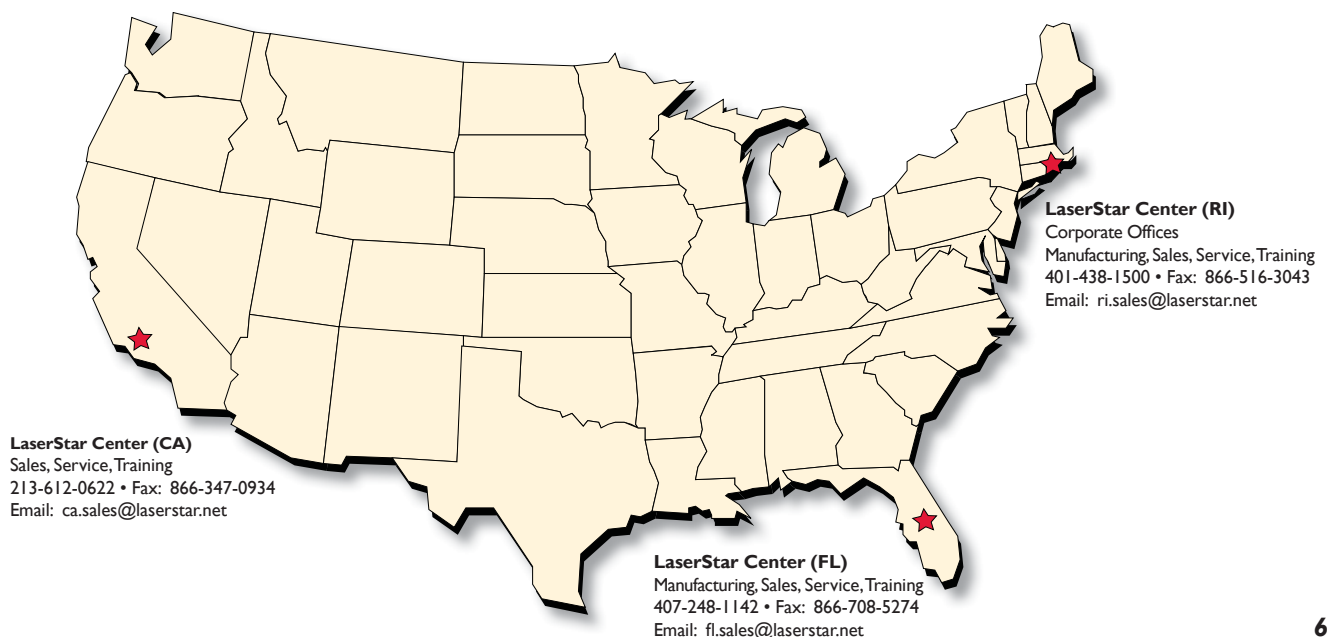 LaserStar Center (RI)
Corporate Offices
Manufacturing, Sales, Service, Training
401-438-1500 • Fax: 866-516-3043
Email: ri.sales@laserstar.net
LaserStar Center (CA)
Sales, Service, Training
213-612-0622 • Fax: 866-347-0934
Email: ca.sales@laserstar.net
LaserStar Center (FL)
Manufacturing, Sales, Service, Training
407-248-1142 • Fax: 866-708-5274
Email: fl.sales@laserstar.net
6